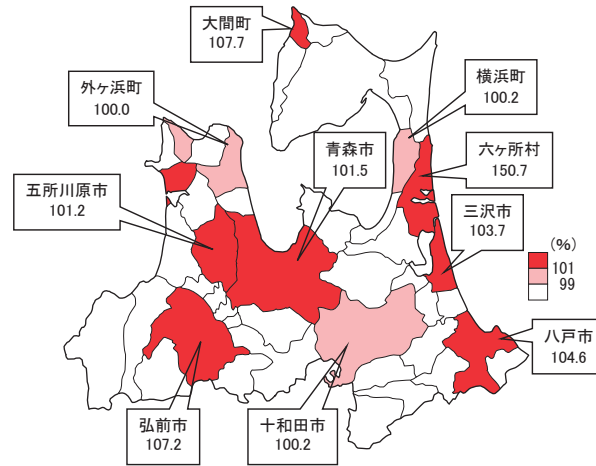 大間町
107.7
外ヶ浜町
100.0
横浜町
100.2
青森市
101.5
六ヶ所村
150.7
五所川原市
101.2
三沢市
103.7
(%)
101
99
八戸市
104.6
弘前市
107.2
十和田市
100.2